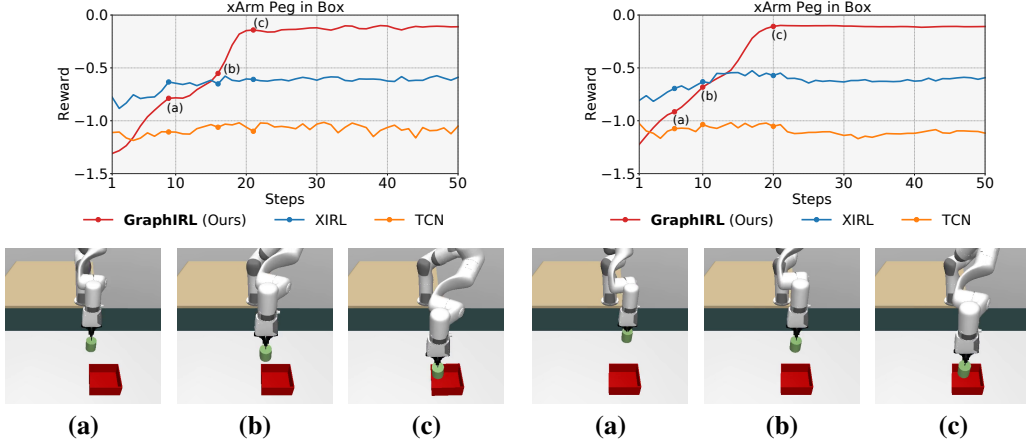 xArm Peg in Box
0.0
−0.5
−1.0
−1.5
Reward
(a)
(b)
(c)
1
10
20
30
40
50
Steps
GraphIRL (Ours)
XIRL
TCN
xArm Peg in Box
0.0
−0.5
−1.0
−1.5
Reward
(a)
(b)
(c)
1
10
20
30
40
50
Steps
GraphIRL (Ours)
XIRL
TCN
(a)
(b)
(c)
(a)
(b)
(c)